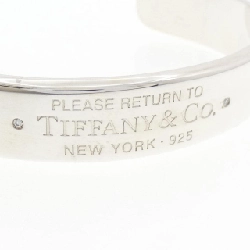 PLEASE RETURN TO
TIFFANY & CO.
NEW YORK · 925